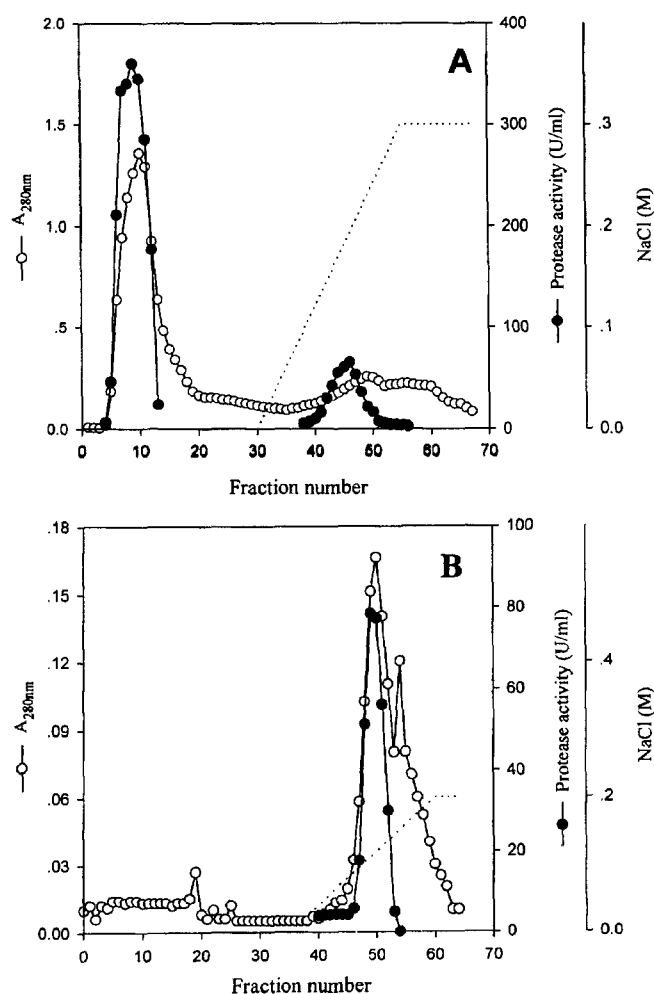 A
2.0
1.5
1.0
.5
0.0
400
300
200
100
0
.3
.2
.1
0.0
0 10 20 30 40 50 60 70
Fraction number
A280nm
Protease activity (U/ml)
NaCl (M)
B
.18
.15
.12
.09
.06
.03
0.00
100
80
60
40
20
0
.4
.2
0.0
0 10 20 30 40 50 60 70
Fraction number
A280nm
Protease activity (U/ml)
NaCl (M)